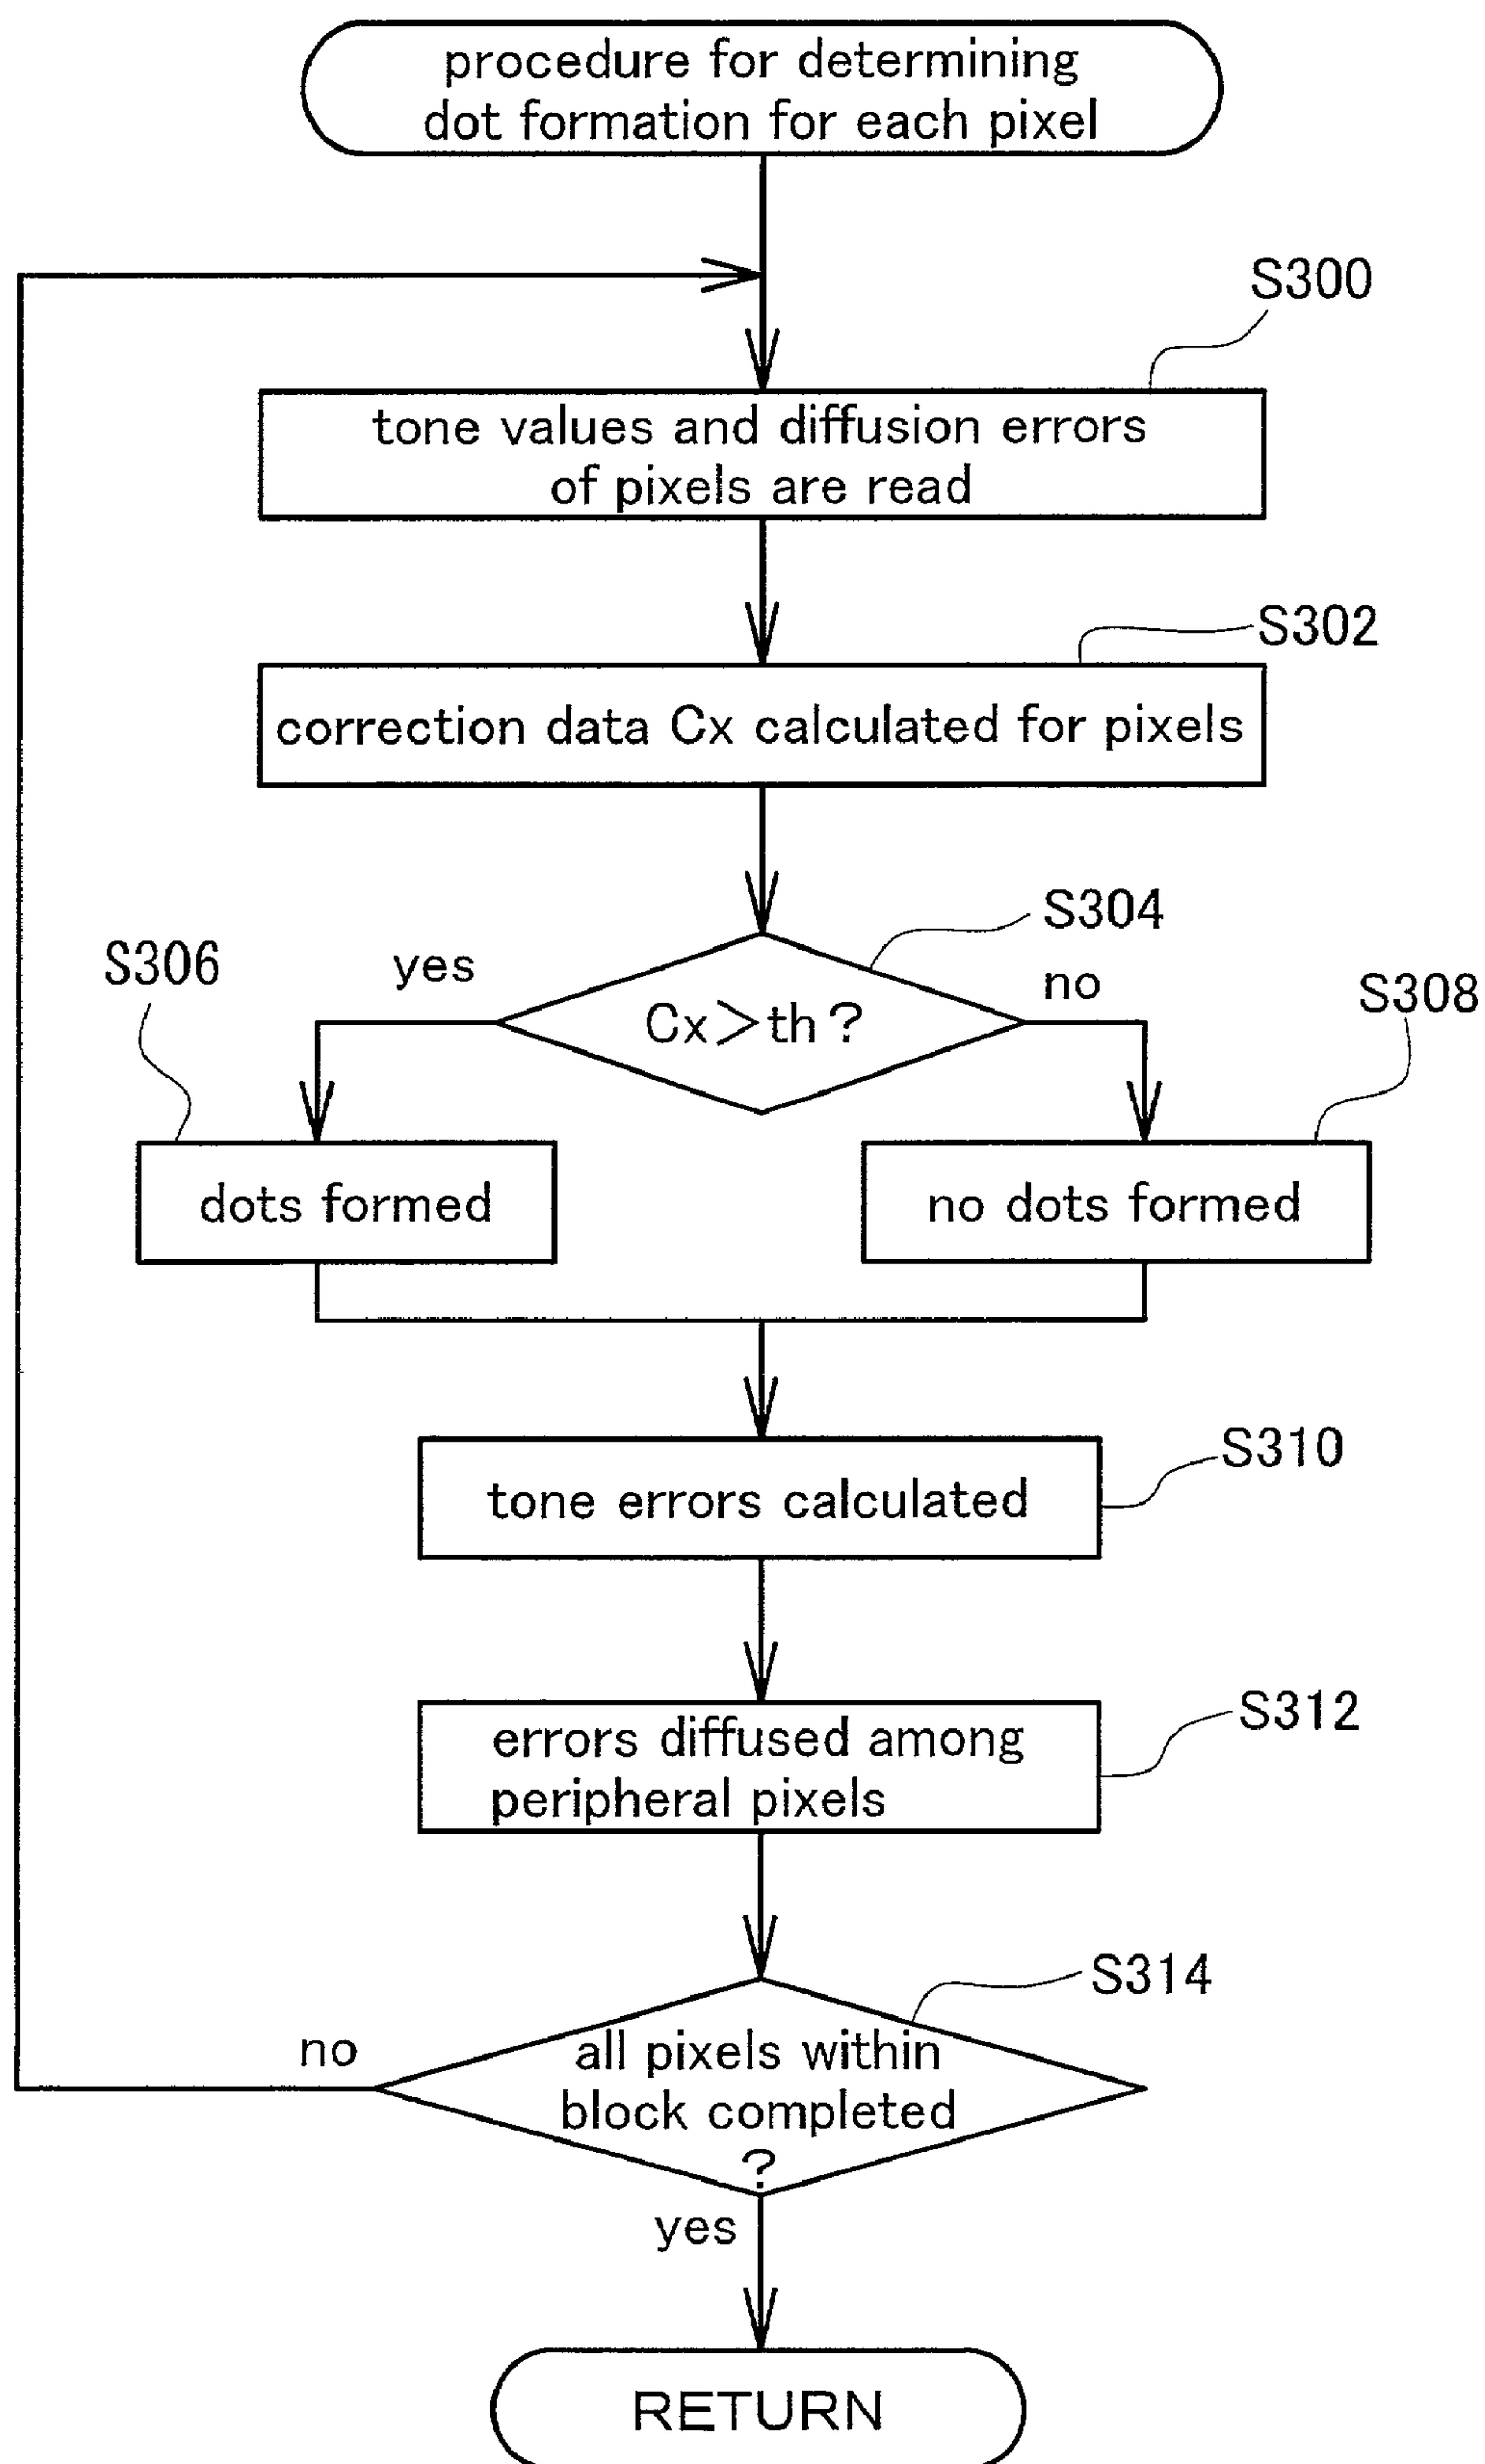 procedure for determining
dot formation for each pixel
S300
tone values and diffusion errors
of pixels are read
S302
correction data Cx calculated for pixels
S304
S306
yes
no
S308
Cx>th?
dots formed
no dots formed
S310
tone errors calculated
S312
errors diffused among
peripheral pixels
S314
no
all pixels within
block completed
?
yes
RETURN